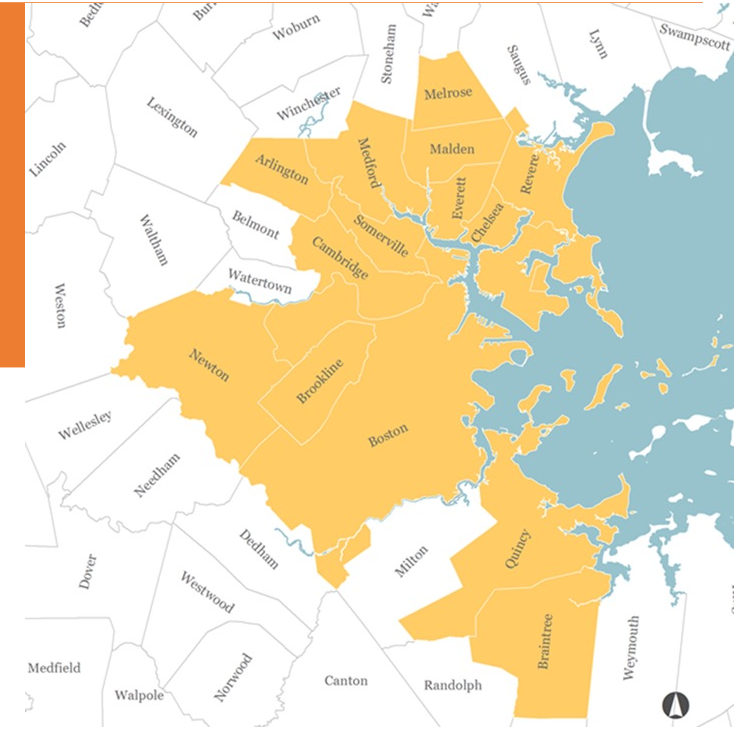 Woburn
Swampscott
Lynn
Stoneham
Saugus
Melrose
Winchester
Lexington
Malden
Lincoln
Arlington
Medford
Revere
Everett
Chelsea
Belmont
Somerville
Waltham
Cambridge
Watertown
Weston
Newton
Brookline
Boston
Wellesley
Needham
Dedham
Milton
Quincy
Dover
Westwood
Braintree
Weymouth
Medfield
Walpole
Norwood
Canton
Randolph